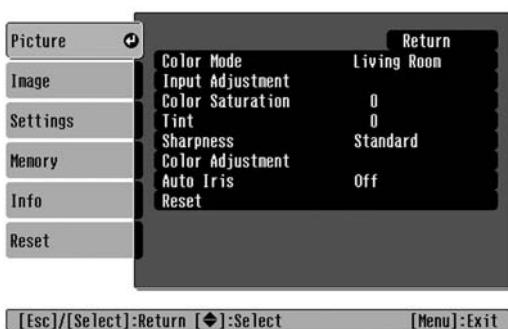 Picture
Image
Settings
Memory
Info
Reset
Return
Color Mode Living Room
Input Adjustment
Color Saturation 0
Tint 0
Sharpness Standard
Color Adjustment
Auto Iris Off
Reset
[Esc]/[Select]:Return [◆]:Select [Menu]:Exit